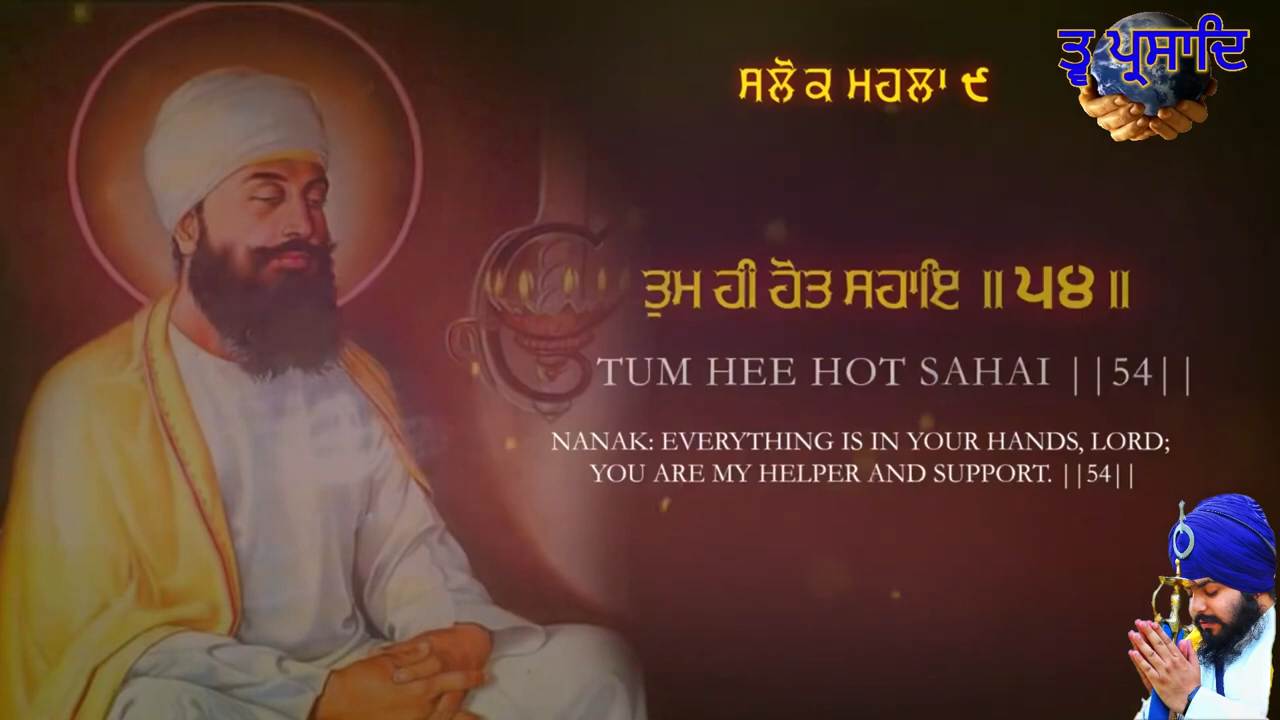 ਸਲੋਕ ਮਹਲਾ ੯
ਤ੍ਵ ਪ੍ਰਸਾਦਿ
ਤੁਮ ਹੀ ਹੋਤ ਸਹਾਇ ॥੫੪॥
TUM HEE HOT SAHAI ||54||
NANAK: EVERYTHING IS IN YOUR HANDS, LORD;
YOU ARE MY HELPER AND SUPPORT. ||54||